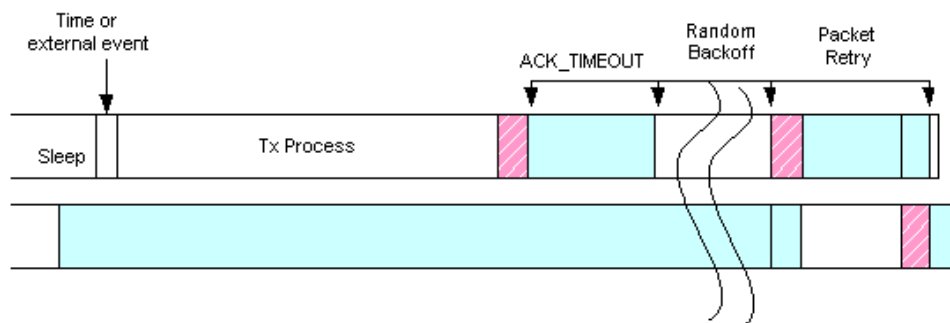 Time or
external event
ACK_TIMEOUT
Random
Backoff
Packet
Retry
Sleep
Tx Process